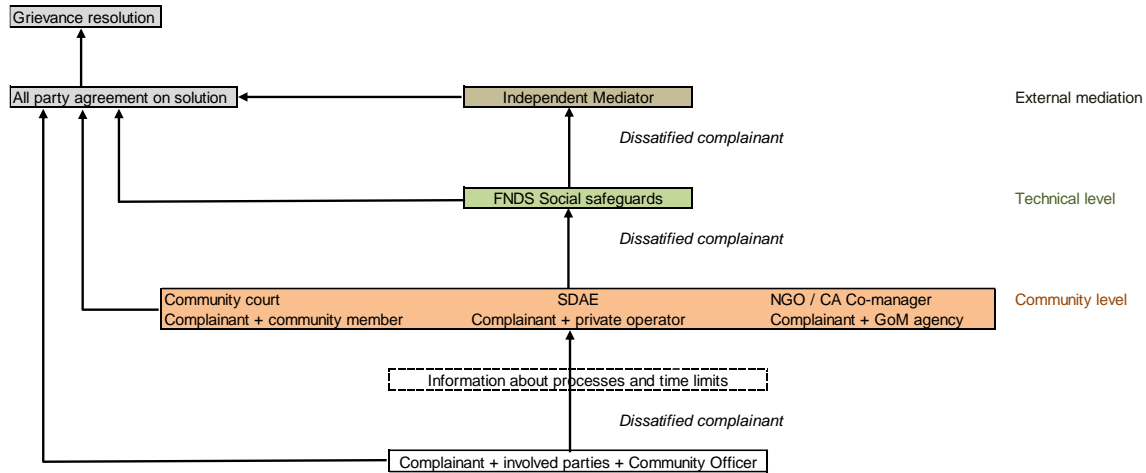 Grievance resolution
All party agreement on solution
Independent Mediator
External mediation
Dissatified complainant
FNDS Social safeguards
Technical level
Dissatified complainant
Community court
SDAE
NGO / CA Co-manager
Community level
Complainant + community member
Complainant + private operator
Complainant + GoM agency
Information about processes and time limits
Dissatified complainant
Complainant + involved parties + Community Officer